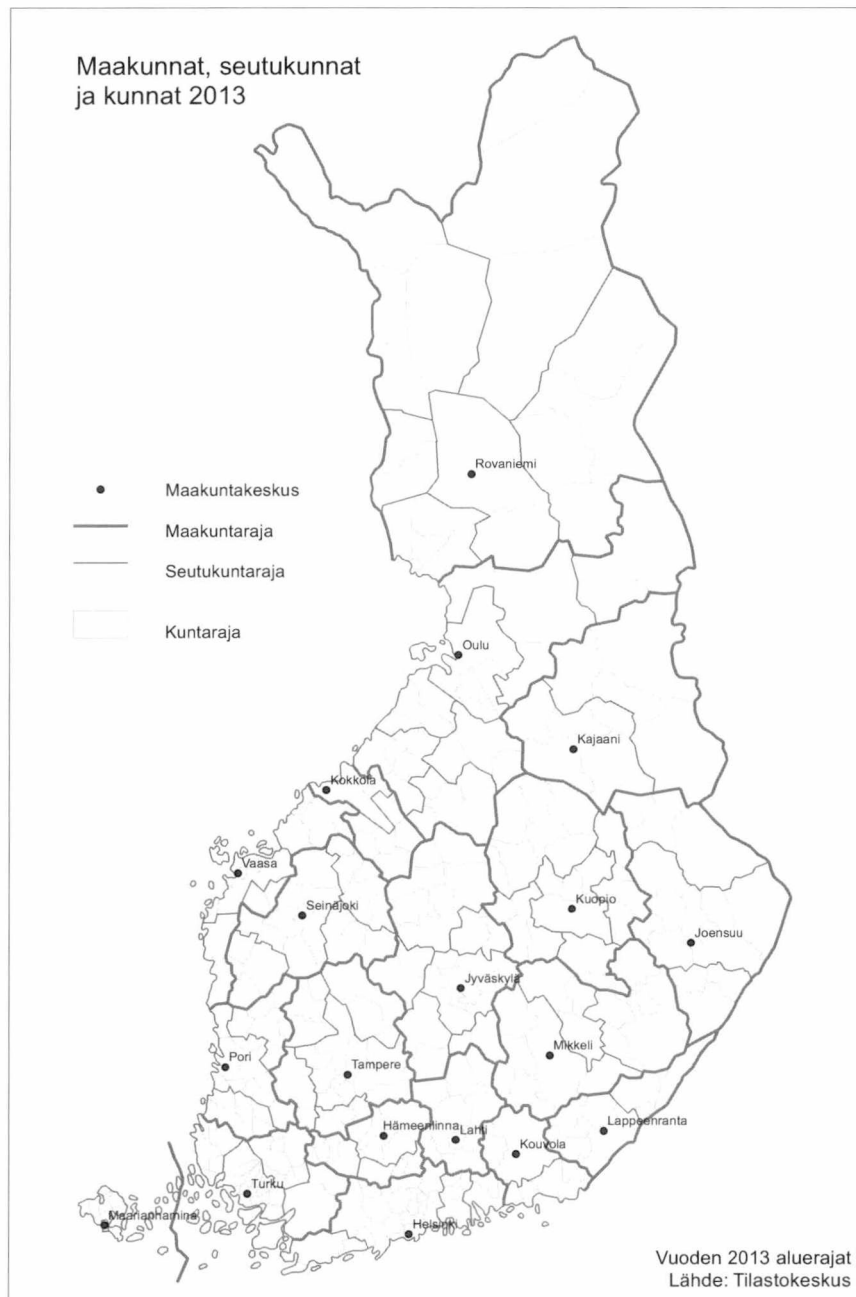 Maakunnat, seutukunnat
ja kunnat 2013
Rovaniemi
Maakuntakeskus
Maakuntaraja
Seutukuntaraja
Kuntaraja
Oulu
Kajaani
Kokkola
Vaasa
Seinäjoki
Kuopio
Joensuu
Jyväskylä
Mikkeli
Pori
Tampere
Hämeenlinna
Lahti
Lappeenranta
Kouvola
Turku
Maarianhamina
Helsinki
Vuoden 2013 aluerajat
Lähde: Tilastokeskus